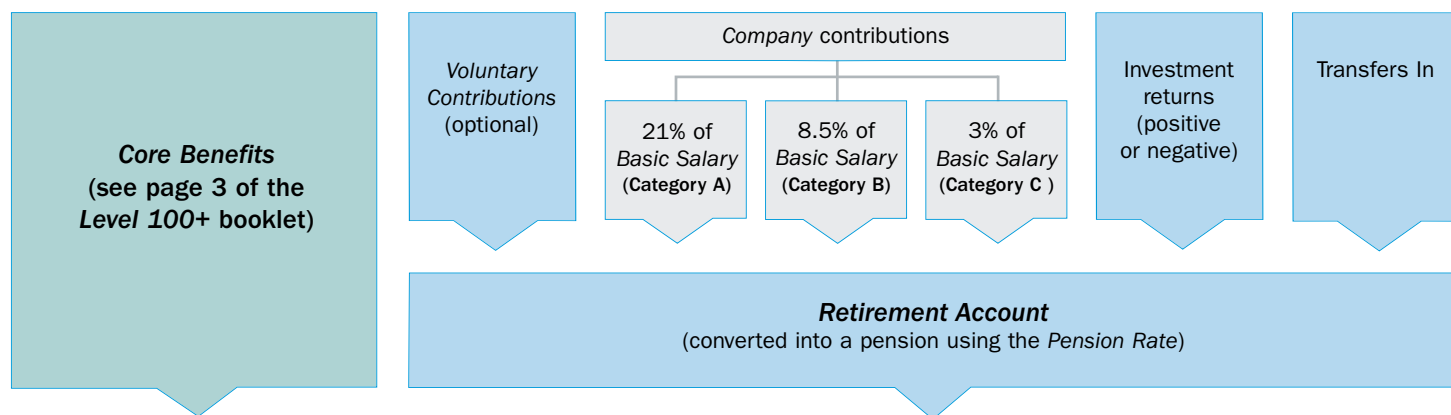 Core Benefits
(see page 3 of the
Level 100+ booklet)
Voluntary
Contributions
(optional)
Company contributions
21% of
Basic Salary
(Category A)
8.5% of
Basic Salary
(Category B)
3% of
Basic Salary
(Category C )
Investment
returns
(positive
or negative)
Transfers In
Retirement Account
(converted into a pension using the Pension Rate)